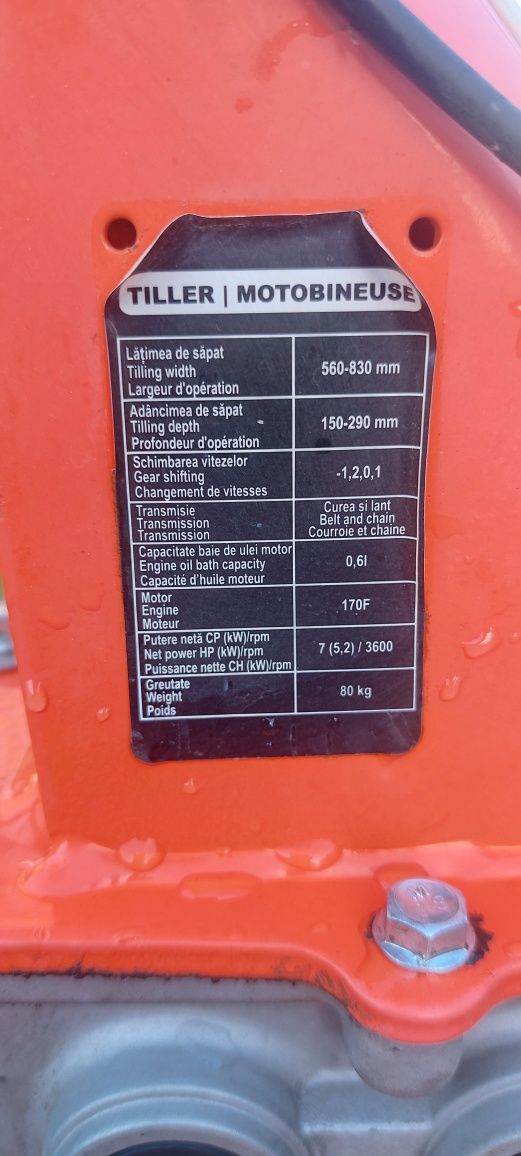 TILLER | MOTOBINEUSE
Lățimea de săpat
Tilling width
Largeur d'opération
560-830 mm
Adâncimea de săpat
Tilling depth
Profondeur d'opération
150-290 mm
Schimbarea vitezelor
Gear shifting
Changement de vitesses
-1,2,0,1
Transmisie
Transmission
Transmission
Curea si lant
Belt and chain
Courroie et chaine
Capacitate baie de ulei motor
Engine oil bath capacity
Capacité d'huile moteur
0,6l
Motor
Engine
Moteur
170F
Putere netă CP (kW)/rpm
Net power HP (kW)/rpm
Puissance nette CH (kW)/rpm
7 (5,2) / 3600
Greutate
Weight
Poids
80 kg